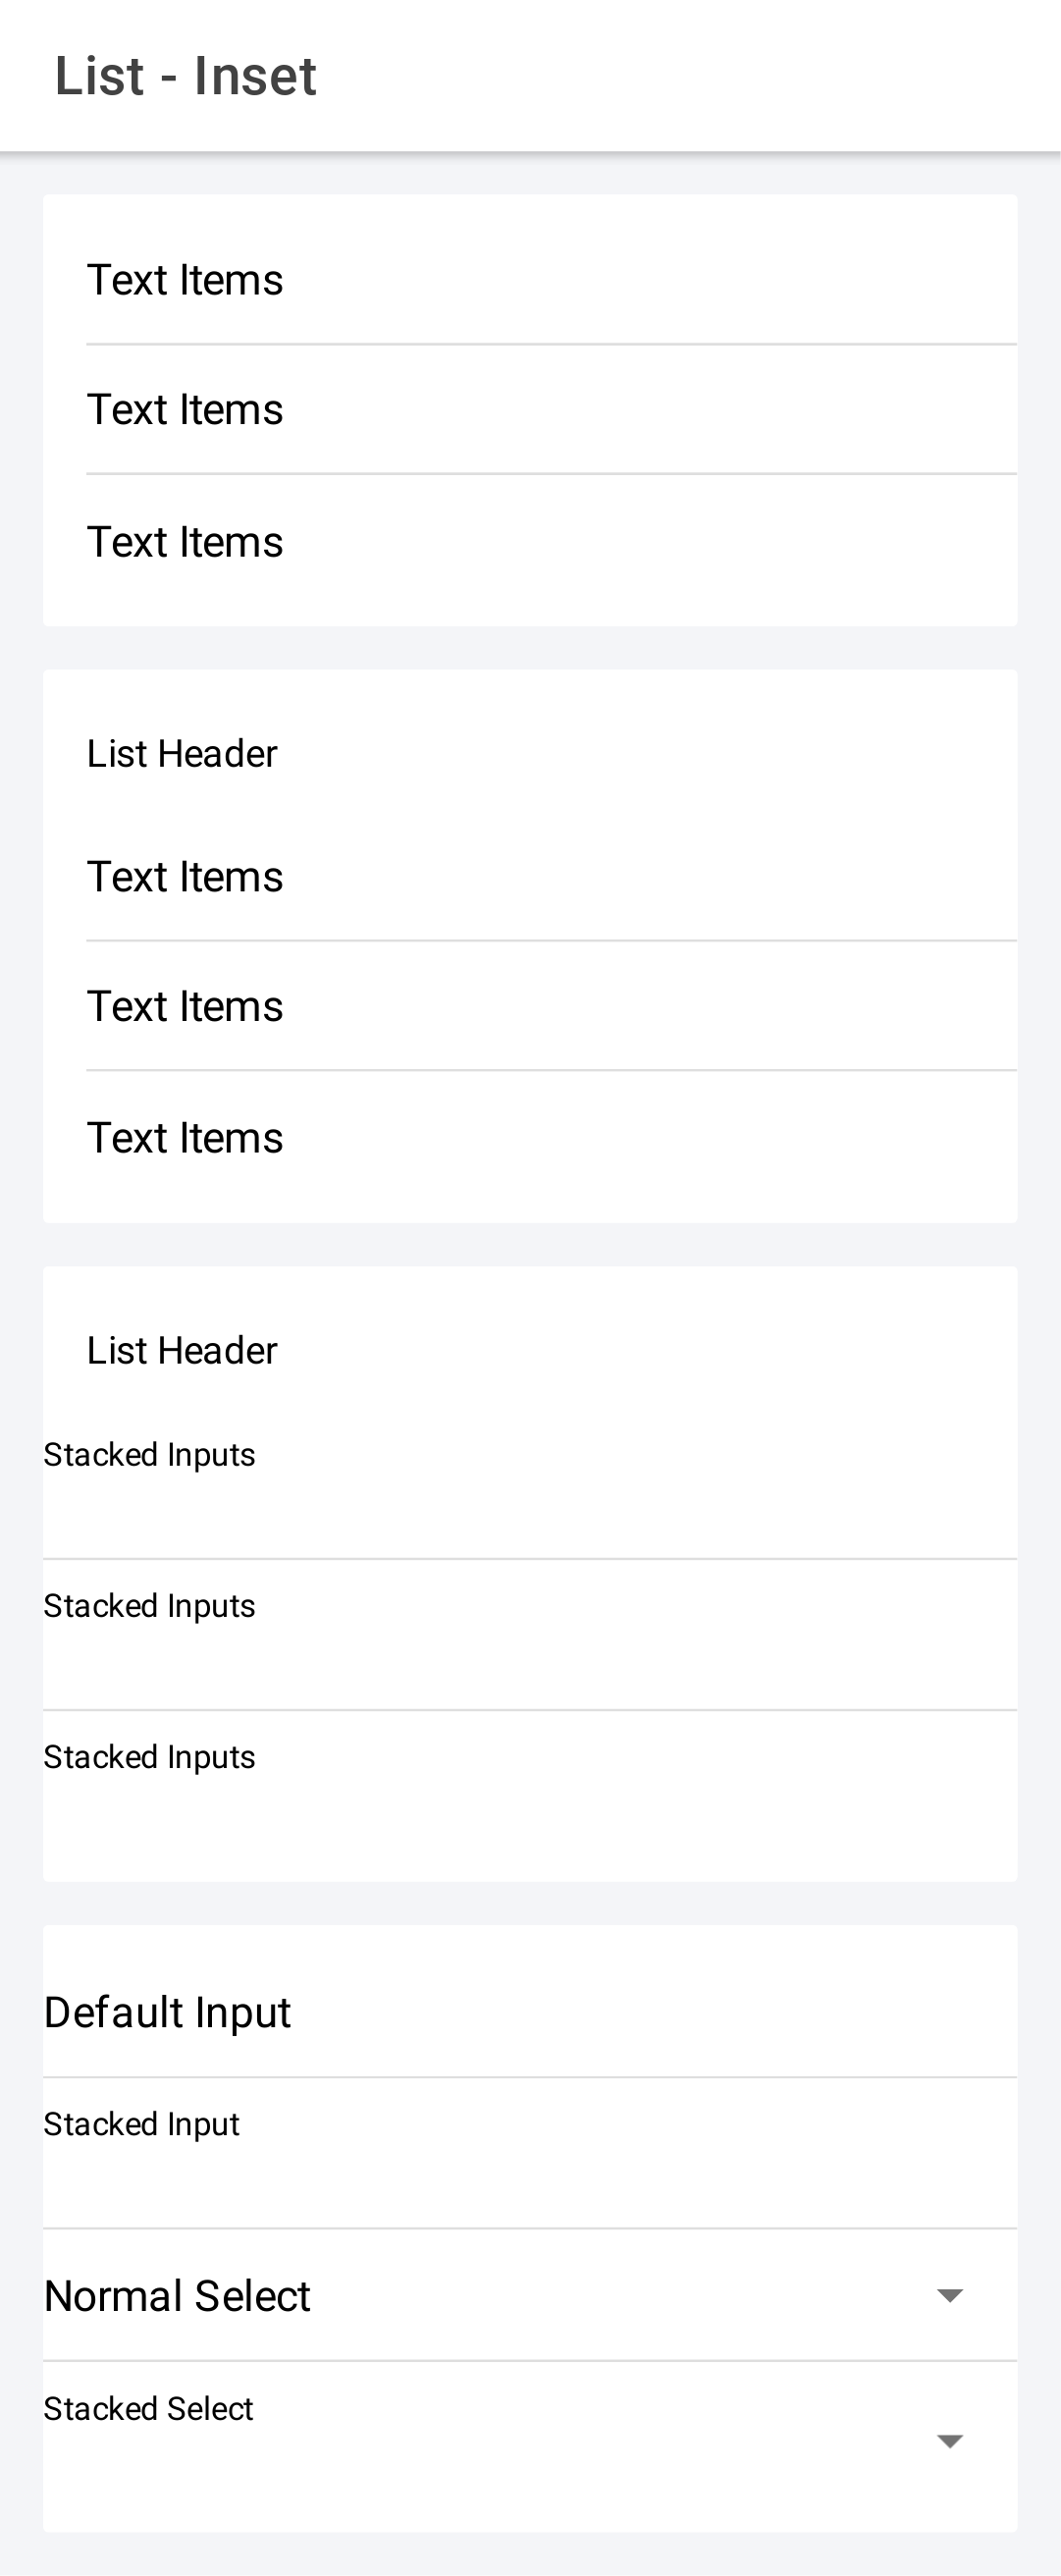 List - Inset
Text Items
Text Items
Text Items
List Header
Text Items
Text Items
Text Items
List Header
Stacked Inputs
Stacked Inputs
Stacked Inputs
Default Input
Stacked Input
Normal Select
Stacked Select